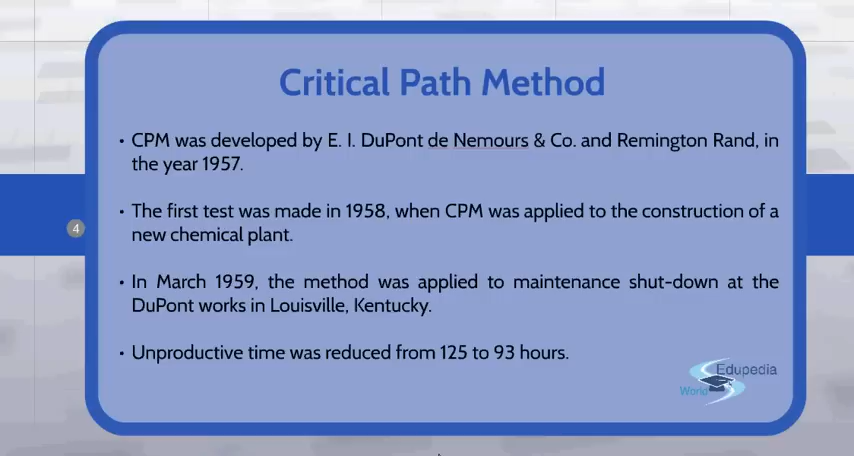 Critical Path Method
• CPM was developed by E. I. DuPont de Nemours & Co. and Remington Rand, in
the year 1957.
• The first test was made in 1958, when CPM was applied to the construction of a
new chemical plant.
4
• In March 1959, the method was applied to maintenance shut-down at the
DuPont works in Louisville, Kentucky.
• Unproductive time was reduced from 125 to 93 hours.
Edupedia
World